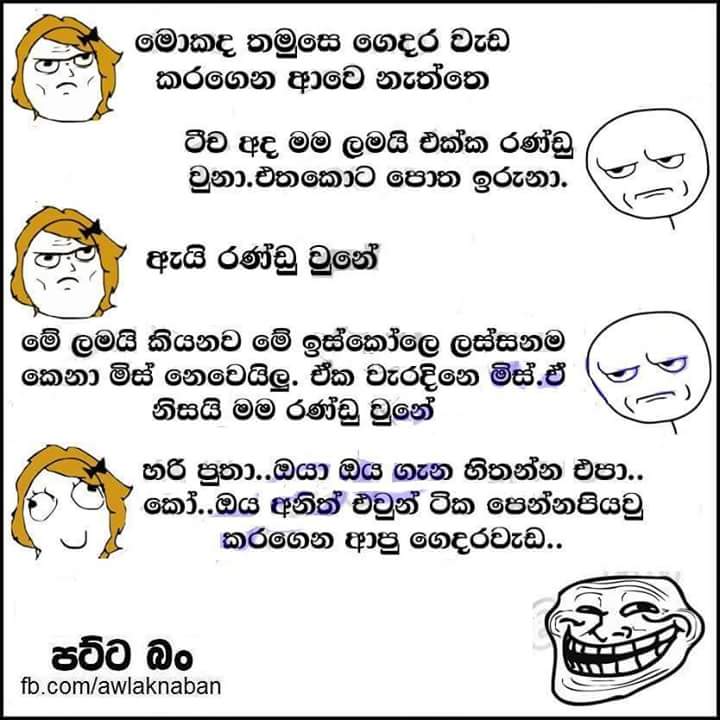 මොකද තමුසෙ ගෙදර වැඩ
කරගෙන ආවෙ නැත්තෙ
ටීච අද මම ලමයි එක්ක රණ්ඩු
වුනා.එතකොට පොත ඉරුනා.
ඇයි රණ්ඩු වුනේ
මේ ලමයි කියනව මේ ඉස්කෝලෙ ලස්සනම
කෙනා මිස් නෙවෙයිලු. ඒක වැරදිනෙ මිස්.ඒ
නිසයි මම රණ්ඩු වුනේ
හරි පුතා..ඔයා ඔය ගැන හිතන්න එපා..
කෝ..ඔය අනිත් එවුන් ටික පෙන්නපියවු
කරගෙන ආපු ගෙදරවැඩ..
පට්ට බං
fb.com/awlaknaban